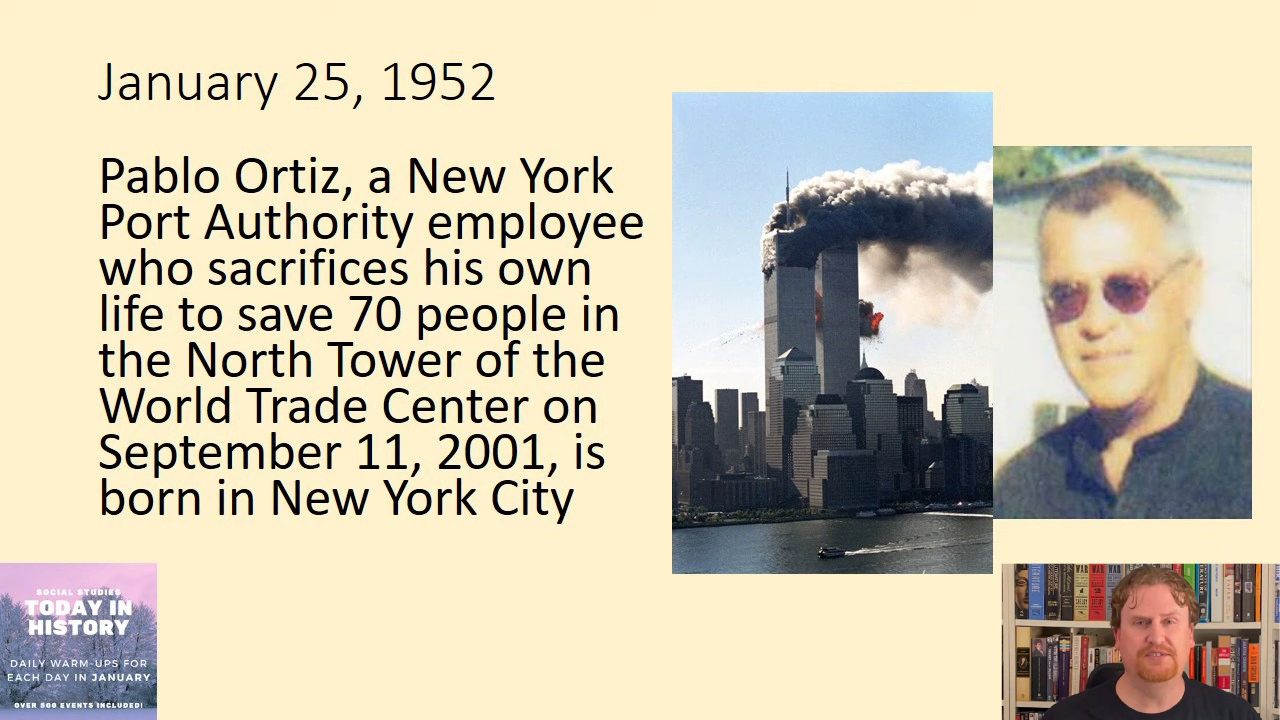 January 25, 1952
Pablo Ortiz, a New York
Port Authority employee
who sacrifices his own
life to save 70 people in
the North Tower of the
World Trade Center on
September 11, 2001, is
born in New York City
SOCIAL STUDIES
TODAY IN
HISTORY
DAILY WARM-UPS FOR
EACH DAY IN JANUARY
OVER 500 EVENTS INCLUDED!